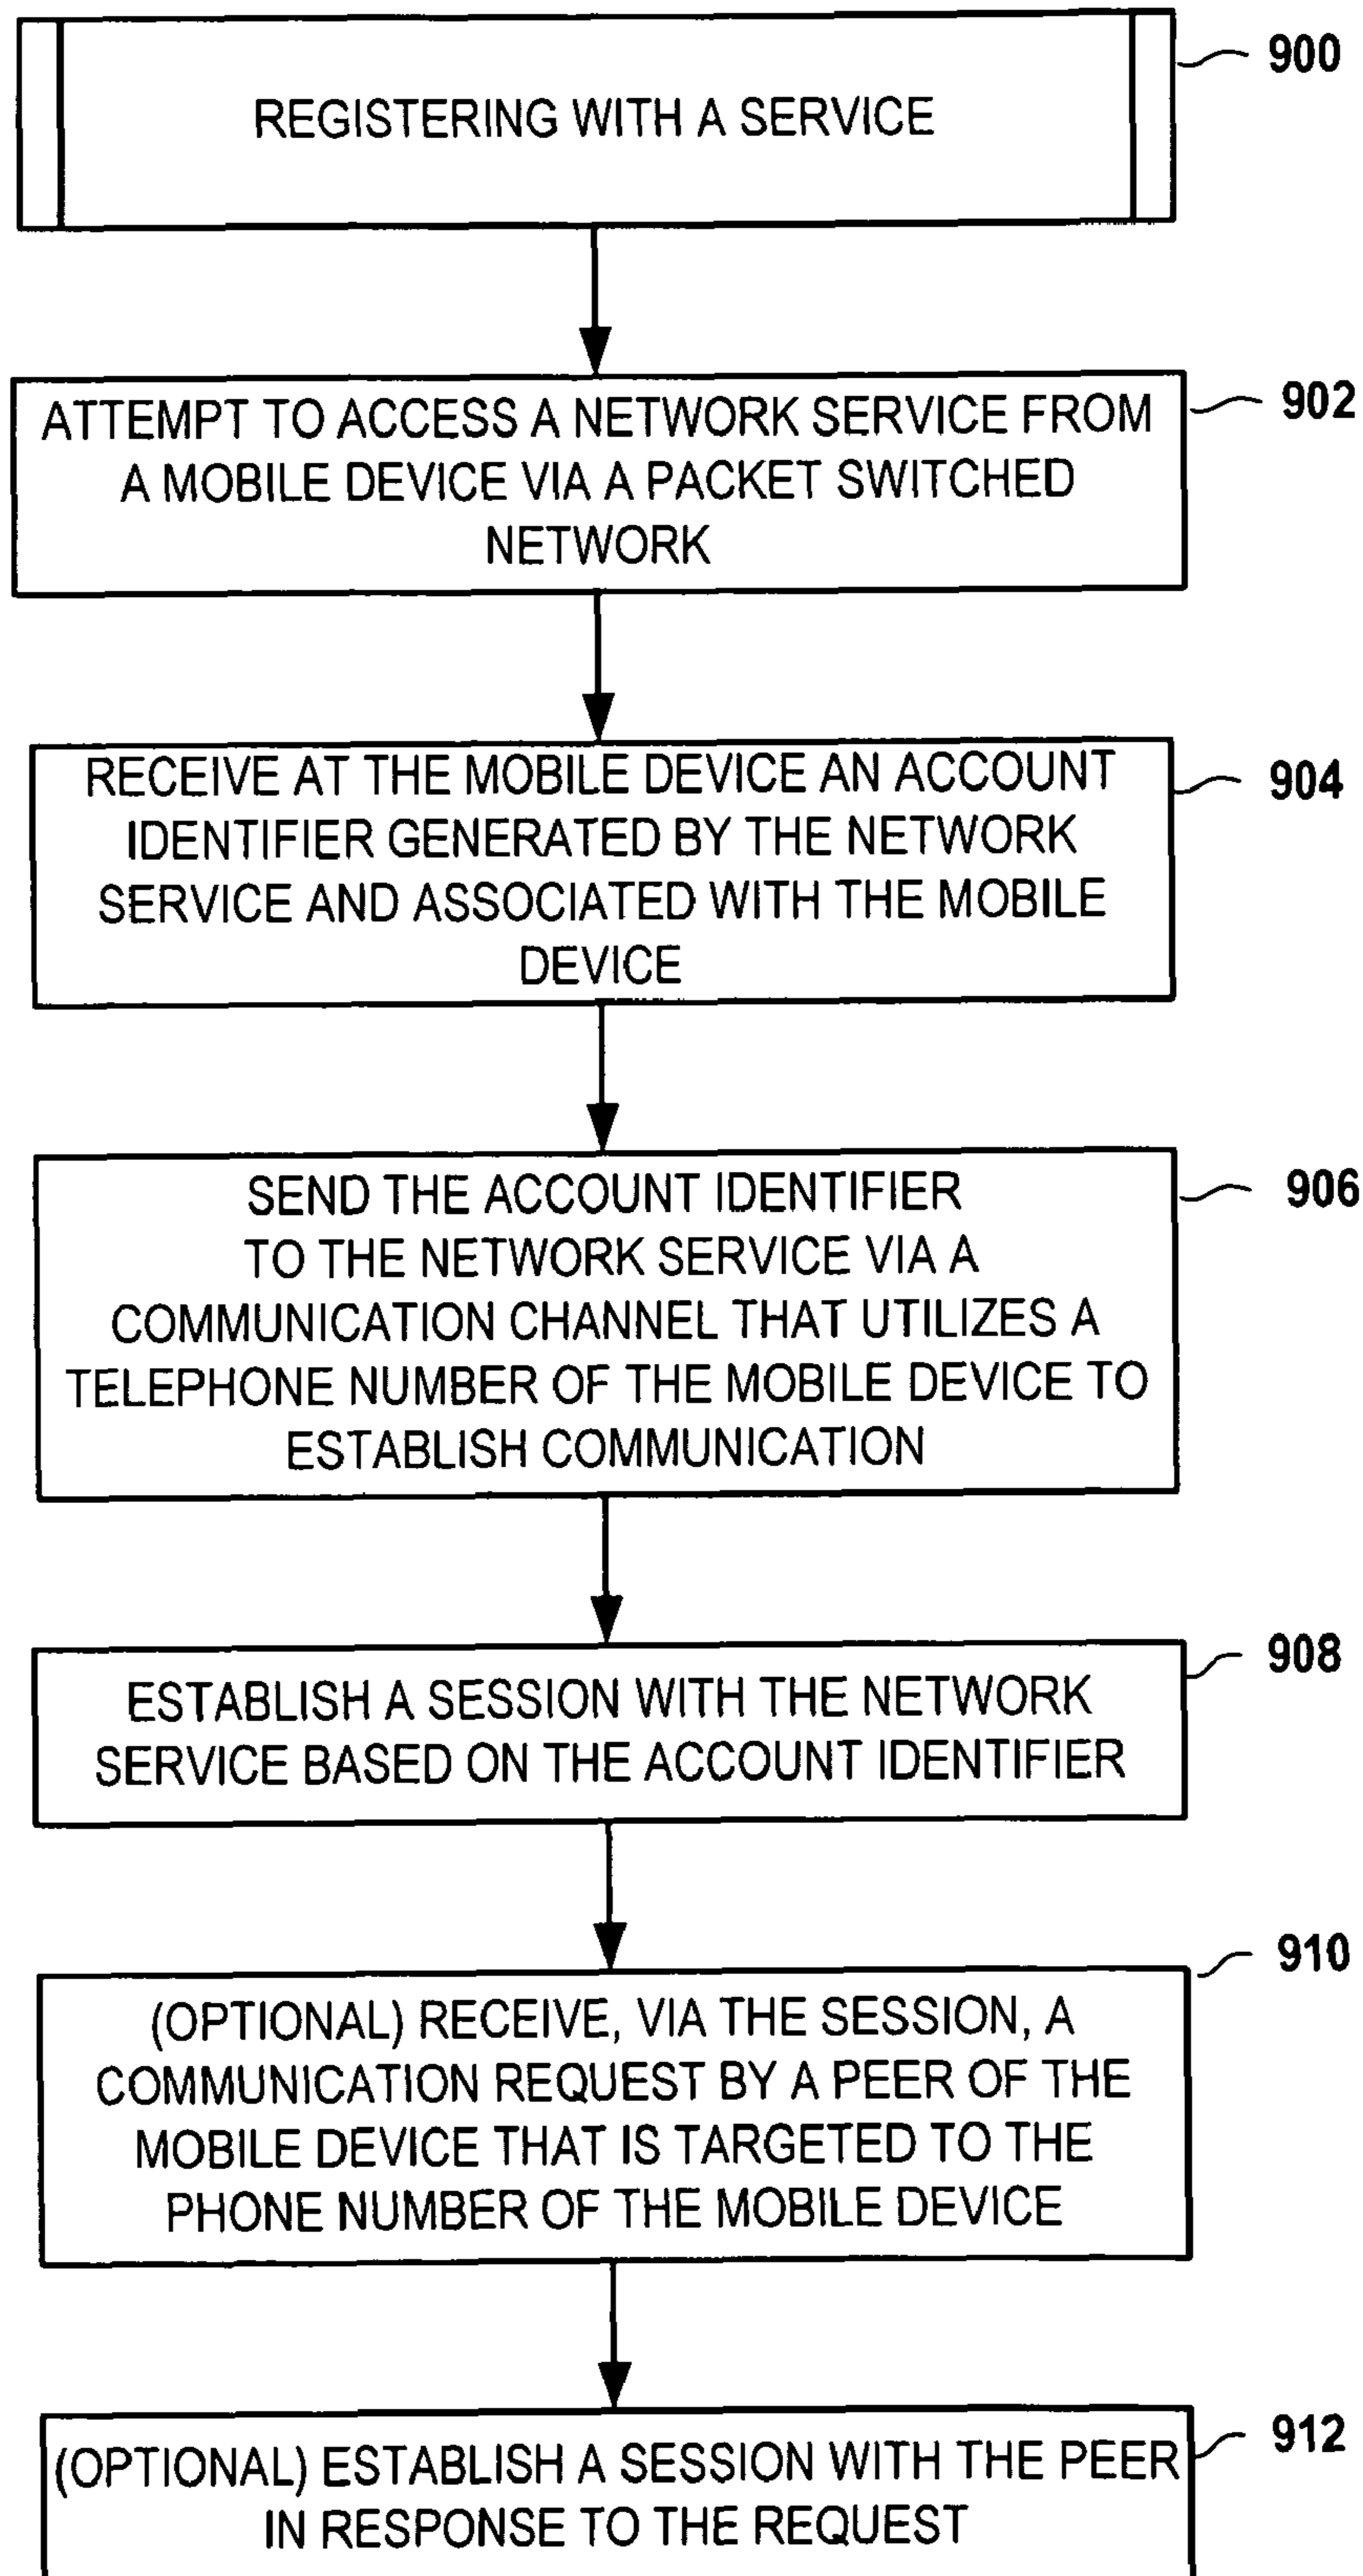 900
REGISTERING WITH A SERVICE
902
ATTEMPT TO ACCESS A NETWORK SERVICE FROM
A MOBILE DEVICE VIA A PACKET SWITCHED
NETWORK
904
RECEIVE AT THE MOBILE DEVICE AN ACCOUNT
IDENTIFIER GENERATED BY THE NETWORK
SERVICE AND ASSOCIATED WITH THE MOBILE
DEVICE
906
SEND THE ACCOUNT IDENTIFIER
TO THE NETWORK SERVICE VIA A
COMMUNICATION CHANNEL THAT UTILIZES A
TELEPHONE NUMBER OF THE MOBILE DEVICE TO
ESTABLISH COMMUNICATION
908
ESTABLISH A SESSION WITH THE NETWORK
SERVICE BASED ON THE ACCOUNT IDENTIFIER
910
(OPTIONAL) RECEIVE, VIA THE SESSION, A
COMMUNICATION REQUEST BY A PEER OF THE
MOBILE DEVICE THAT IS TARGETED TO THE
PHONE NUMBER OF THE MOBILE DEVICE
912
(OPTIONAL) ESTABLISH A SESSION WITH THE PEER
IN RESPONSE TO THE REQUEST